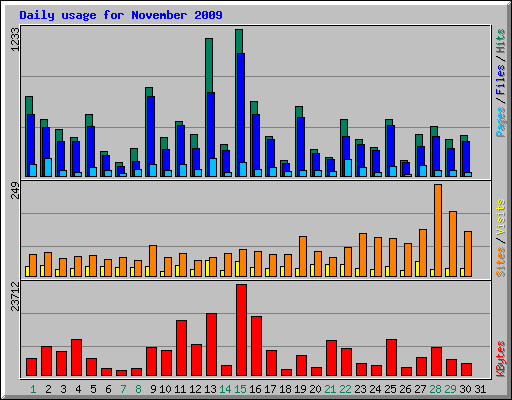 Daily usage for November 2009
1233
Pages / Files / Hits
249
Sites / Visits
23712
KBytes
1 2 3 4 5 6 7 8 9 10 11 12 13 14 15 16 17 18 19 20 21 22 23 24 25 26 27 28 29 30 31